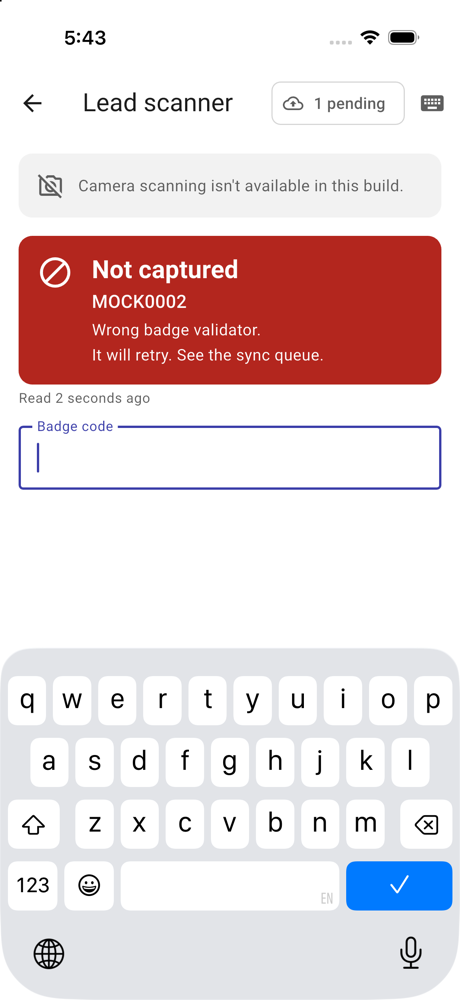 5:43
Lead scanner
1 pending
Camera scanning isn't available in this build.
Not captured
MOCK0002
Wrong badge validator.
It will retry. See the sync queue.
Read 2 seconds ago
Badge code
q w e r t y u i o p
a s d f g h j k l
z x c v b n m
123
EN